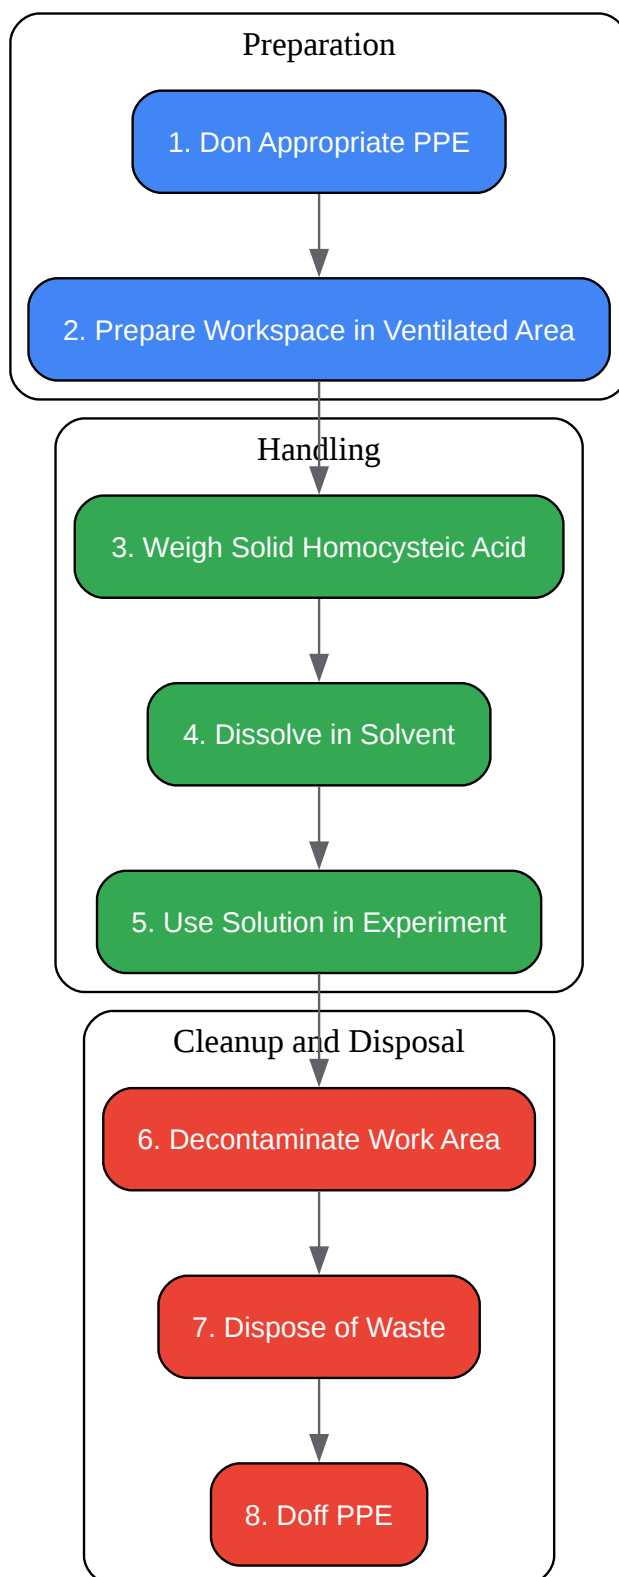 Preparation
1. Don Appropriate PPE
2. Prepare Workspace in Ventilated Area
Handling
3. Weigh Solid Homocysteic Acid
4. Dissolve in Solvent
5. Use Solution in Experiment
Cleanup and Disposal
6. Decontaminate Work Area
7. Dispose of Waste
8. Doff PPE